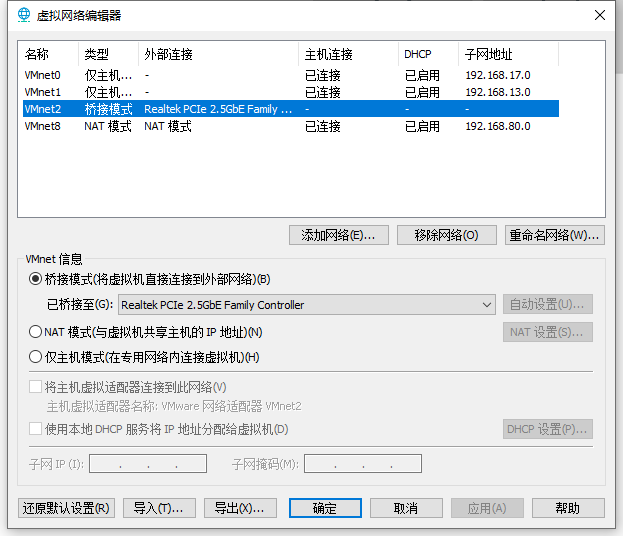 虚拟网络编辑器
名称 类型 外部连接 主机连接 DHCP 子网地址
VMnet0 仅主机... - 已连接 已启用 192.168.17.0
VMnet1 仅主机... - 已连接 已启用 192.168.13.0
VMnet2 桥接模式 Realtek PCIe 2.5GbE Family ... - - -
VMnet8 NAT 模式 NAT 模式 已连接 已启用 192.168.80.0
添加网络(E)... 移除网络(O) 重命名网络(W)...
VMnet 信息
桥接模式(将虚拟机直接连接到外部网络)(B)
已桥接至(G): Realtek PCIe 2.5GbE Family Controller 自动设置(U)...
NAT 模式(与虚拟机共享主机的 IP 地址)(N) NAT 设置(S)...
仅主机模式(在专用网络内连接虚拟机)(H)
将主机虚拟适配器连接到此网络(V)
主机虚拟适配器名称: VMware 网络适配器 VMnet2
使用本地 DHCP 服务将 IP 地址分配给虚拟机(D) DHCP 设置(P)...
子网 IP (I): . . . 子网掩码(M): . . .
还原默认设置(R) 导入(T)... 导出(X)... 确定 取消 应用(A) 帮助